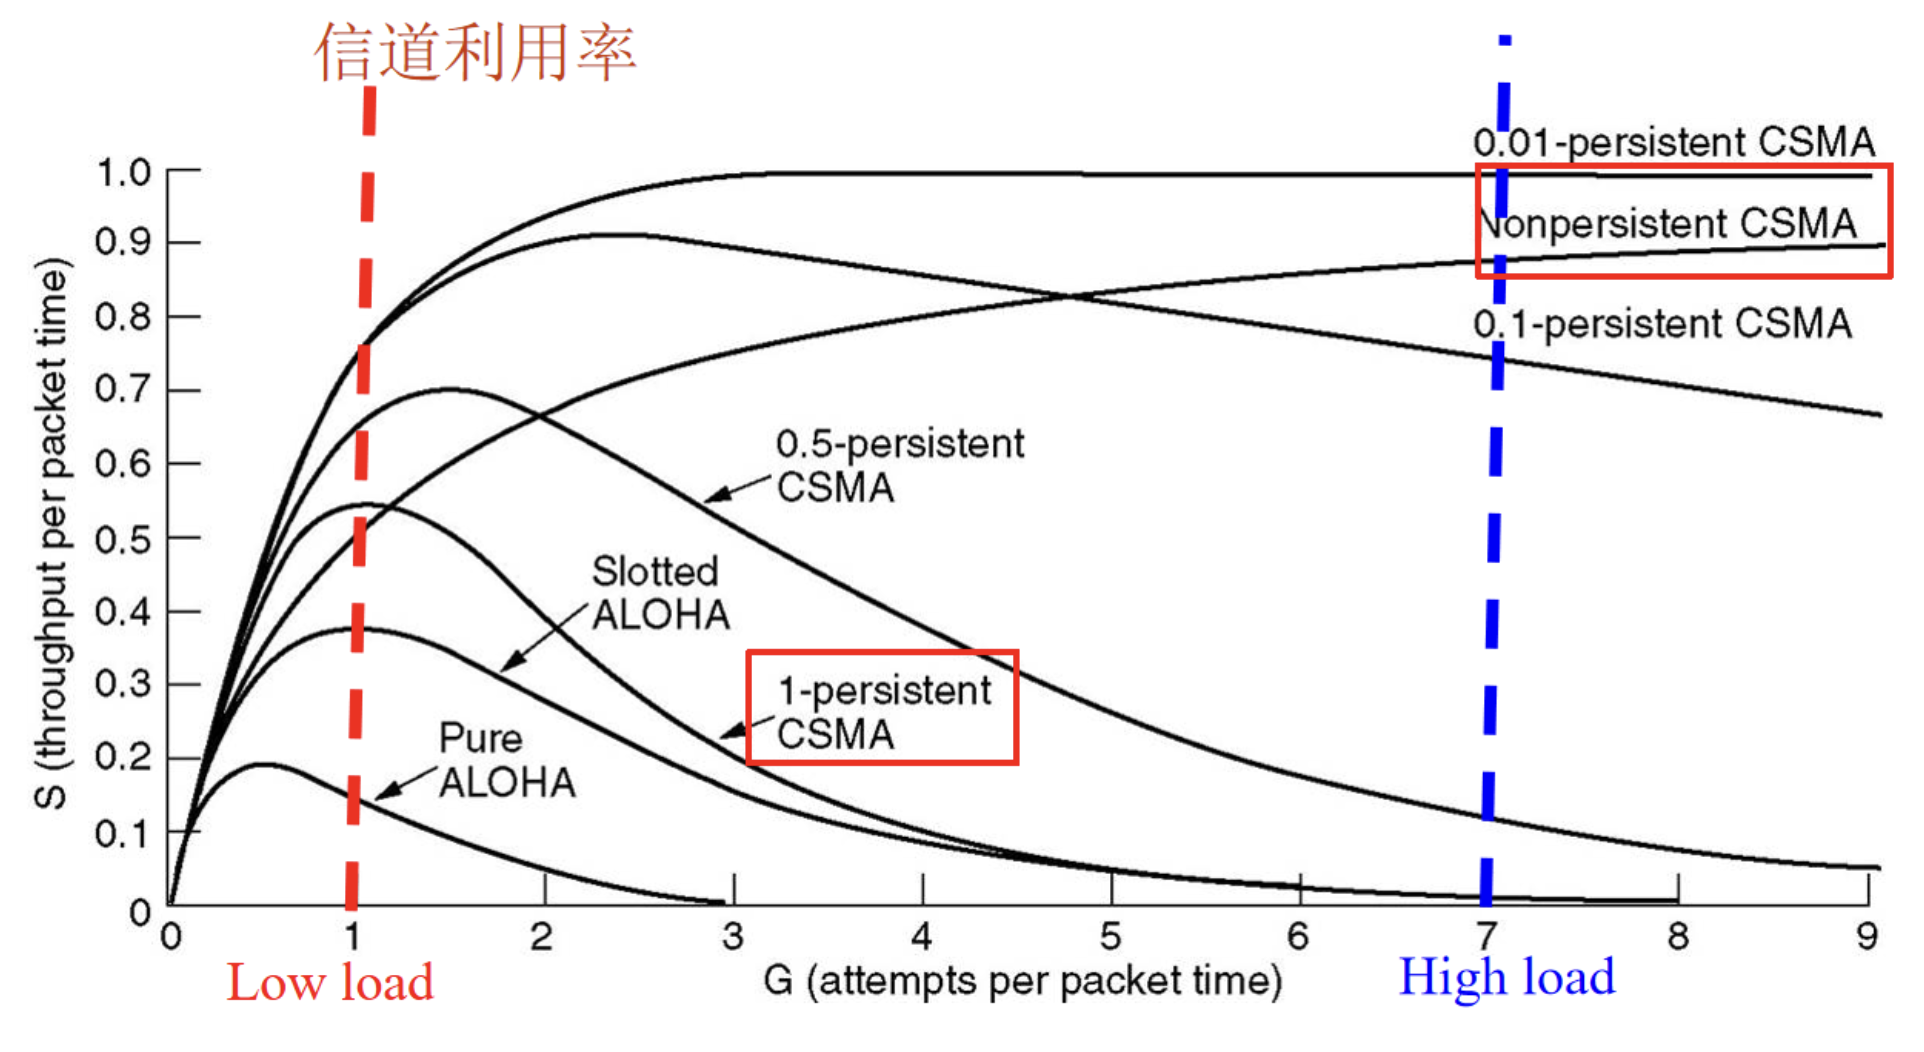 信道利用率
0.01-persistent CSMA
1.0
Nonpersistent CSMA
0.9
0.8
0.1-persistent CSMA
0.7
0.6
0.5-persistent
CSMA
0.5
Slotted
ALOHA
0.4
0.3
1-persistent
CSMA
Pure
ALOHA
0.2
0.1
0
S (throughput per packet time)
0 1 2 3 4 5 6 7 8 9
Low load
G (attempts per packet time)
High load